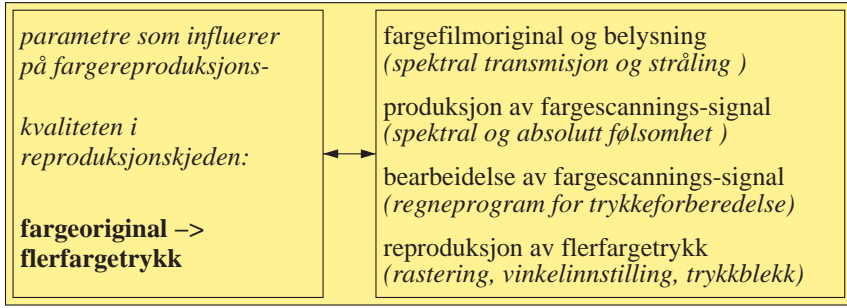 parametre som influerer
på fargereproduksjons-
kvaliteten i
reproduksjonskjeden:
fargeoriginal –>
flerfargetrykk
fargefilmoriginal og belysning
(spektral transmisjon og stråling )
produksjon av fargescannings-signal
(spektral og absolutt følsomhet )
bearbeidelse av fargescannings-signal
(regneprogram for trykkeforberedelse)
reproduksjon av flerfargetrykk
(rastering, vinkelinnstilling, trykkblekk)